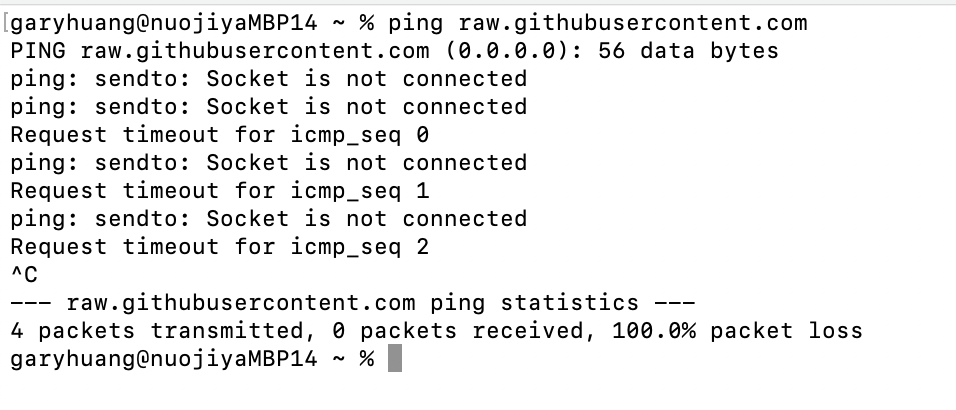 [garyhuang@nuojiyaMBP14 ~ % ping raw.githubusercontent.com
PING raw.githubusercontent.com (0.0.0.0): 56 data bytes
ping: sendto: Socket is not connected
ping: sendto: Socket is not connected
Request timeout for icmp_seq 0
ping: sendto: Socket is not connected
Request timeout for icmp_seq 1
ping: sendto: Socket is not connected
Request timeout for icmp_seq 2
^C
--- raw.githubusercontent.com ping statistics ---
4 packets transmitted, 0 packets received, 100.0% packet loss
garyhuang@nuojiyaMBP14 ~ %